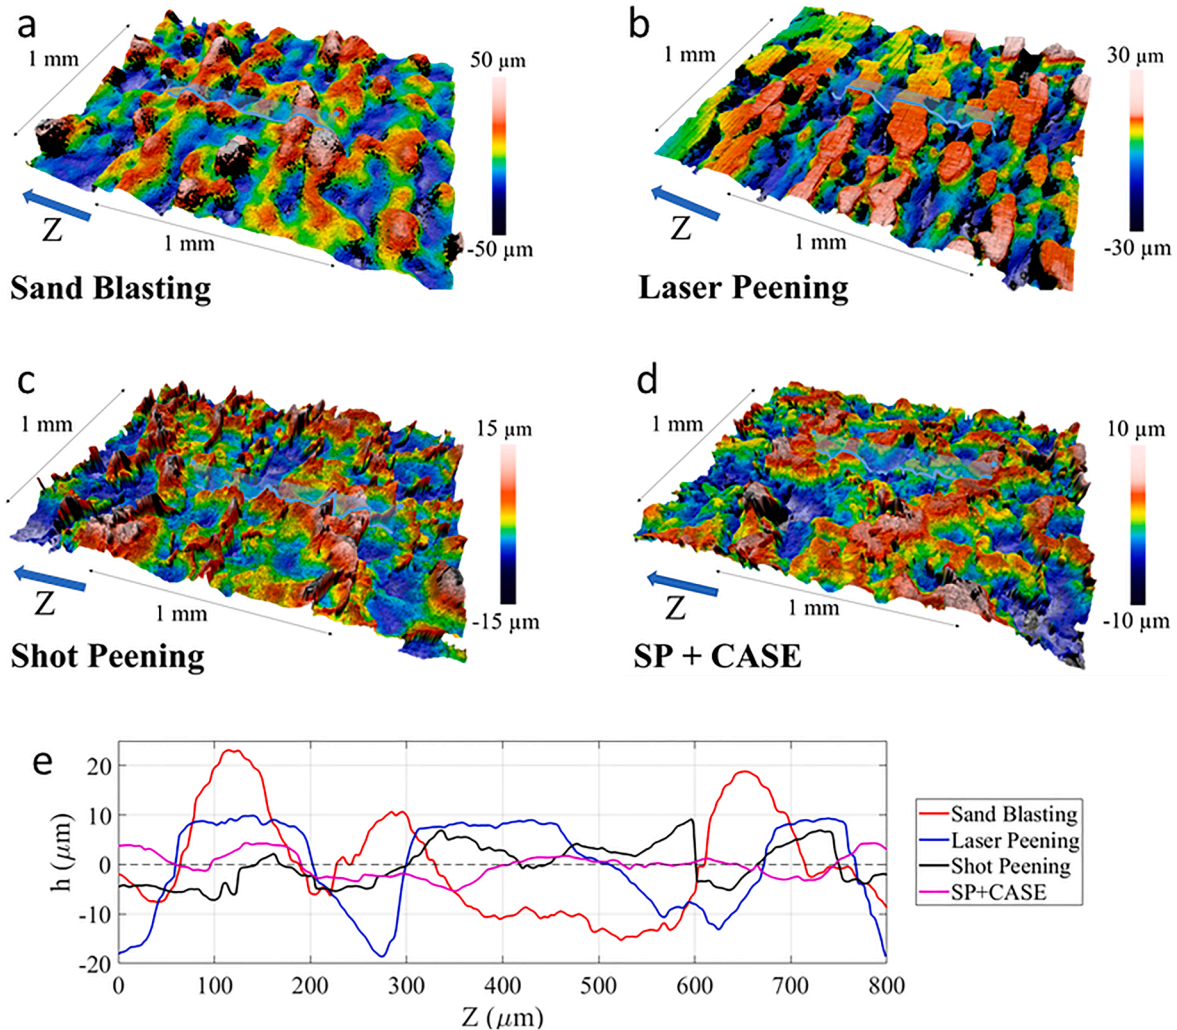 a
1 mm
50 µm
-50 µm
Z
1 mm
Sand Blasting
b
1 mm
30 µm
-30 µm
Z
1 mm
Laser Peening
c
1 mm
15 µm
-15 µm
Z
1 mm
Shot Peening
d
1 mm
10 µm
-10 µm
Z
1 mm
SP + CASE
e
h (µm)
20
10
0
-10
-20
0 100 200 300 400 500 600 700 800
Z (µm)
Sand Blasting
Laser Peening
Shot Peening
SP+CASE